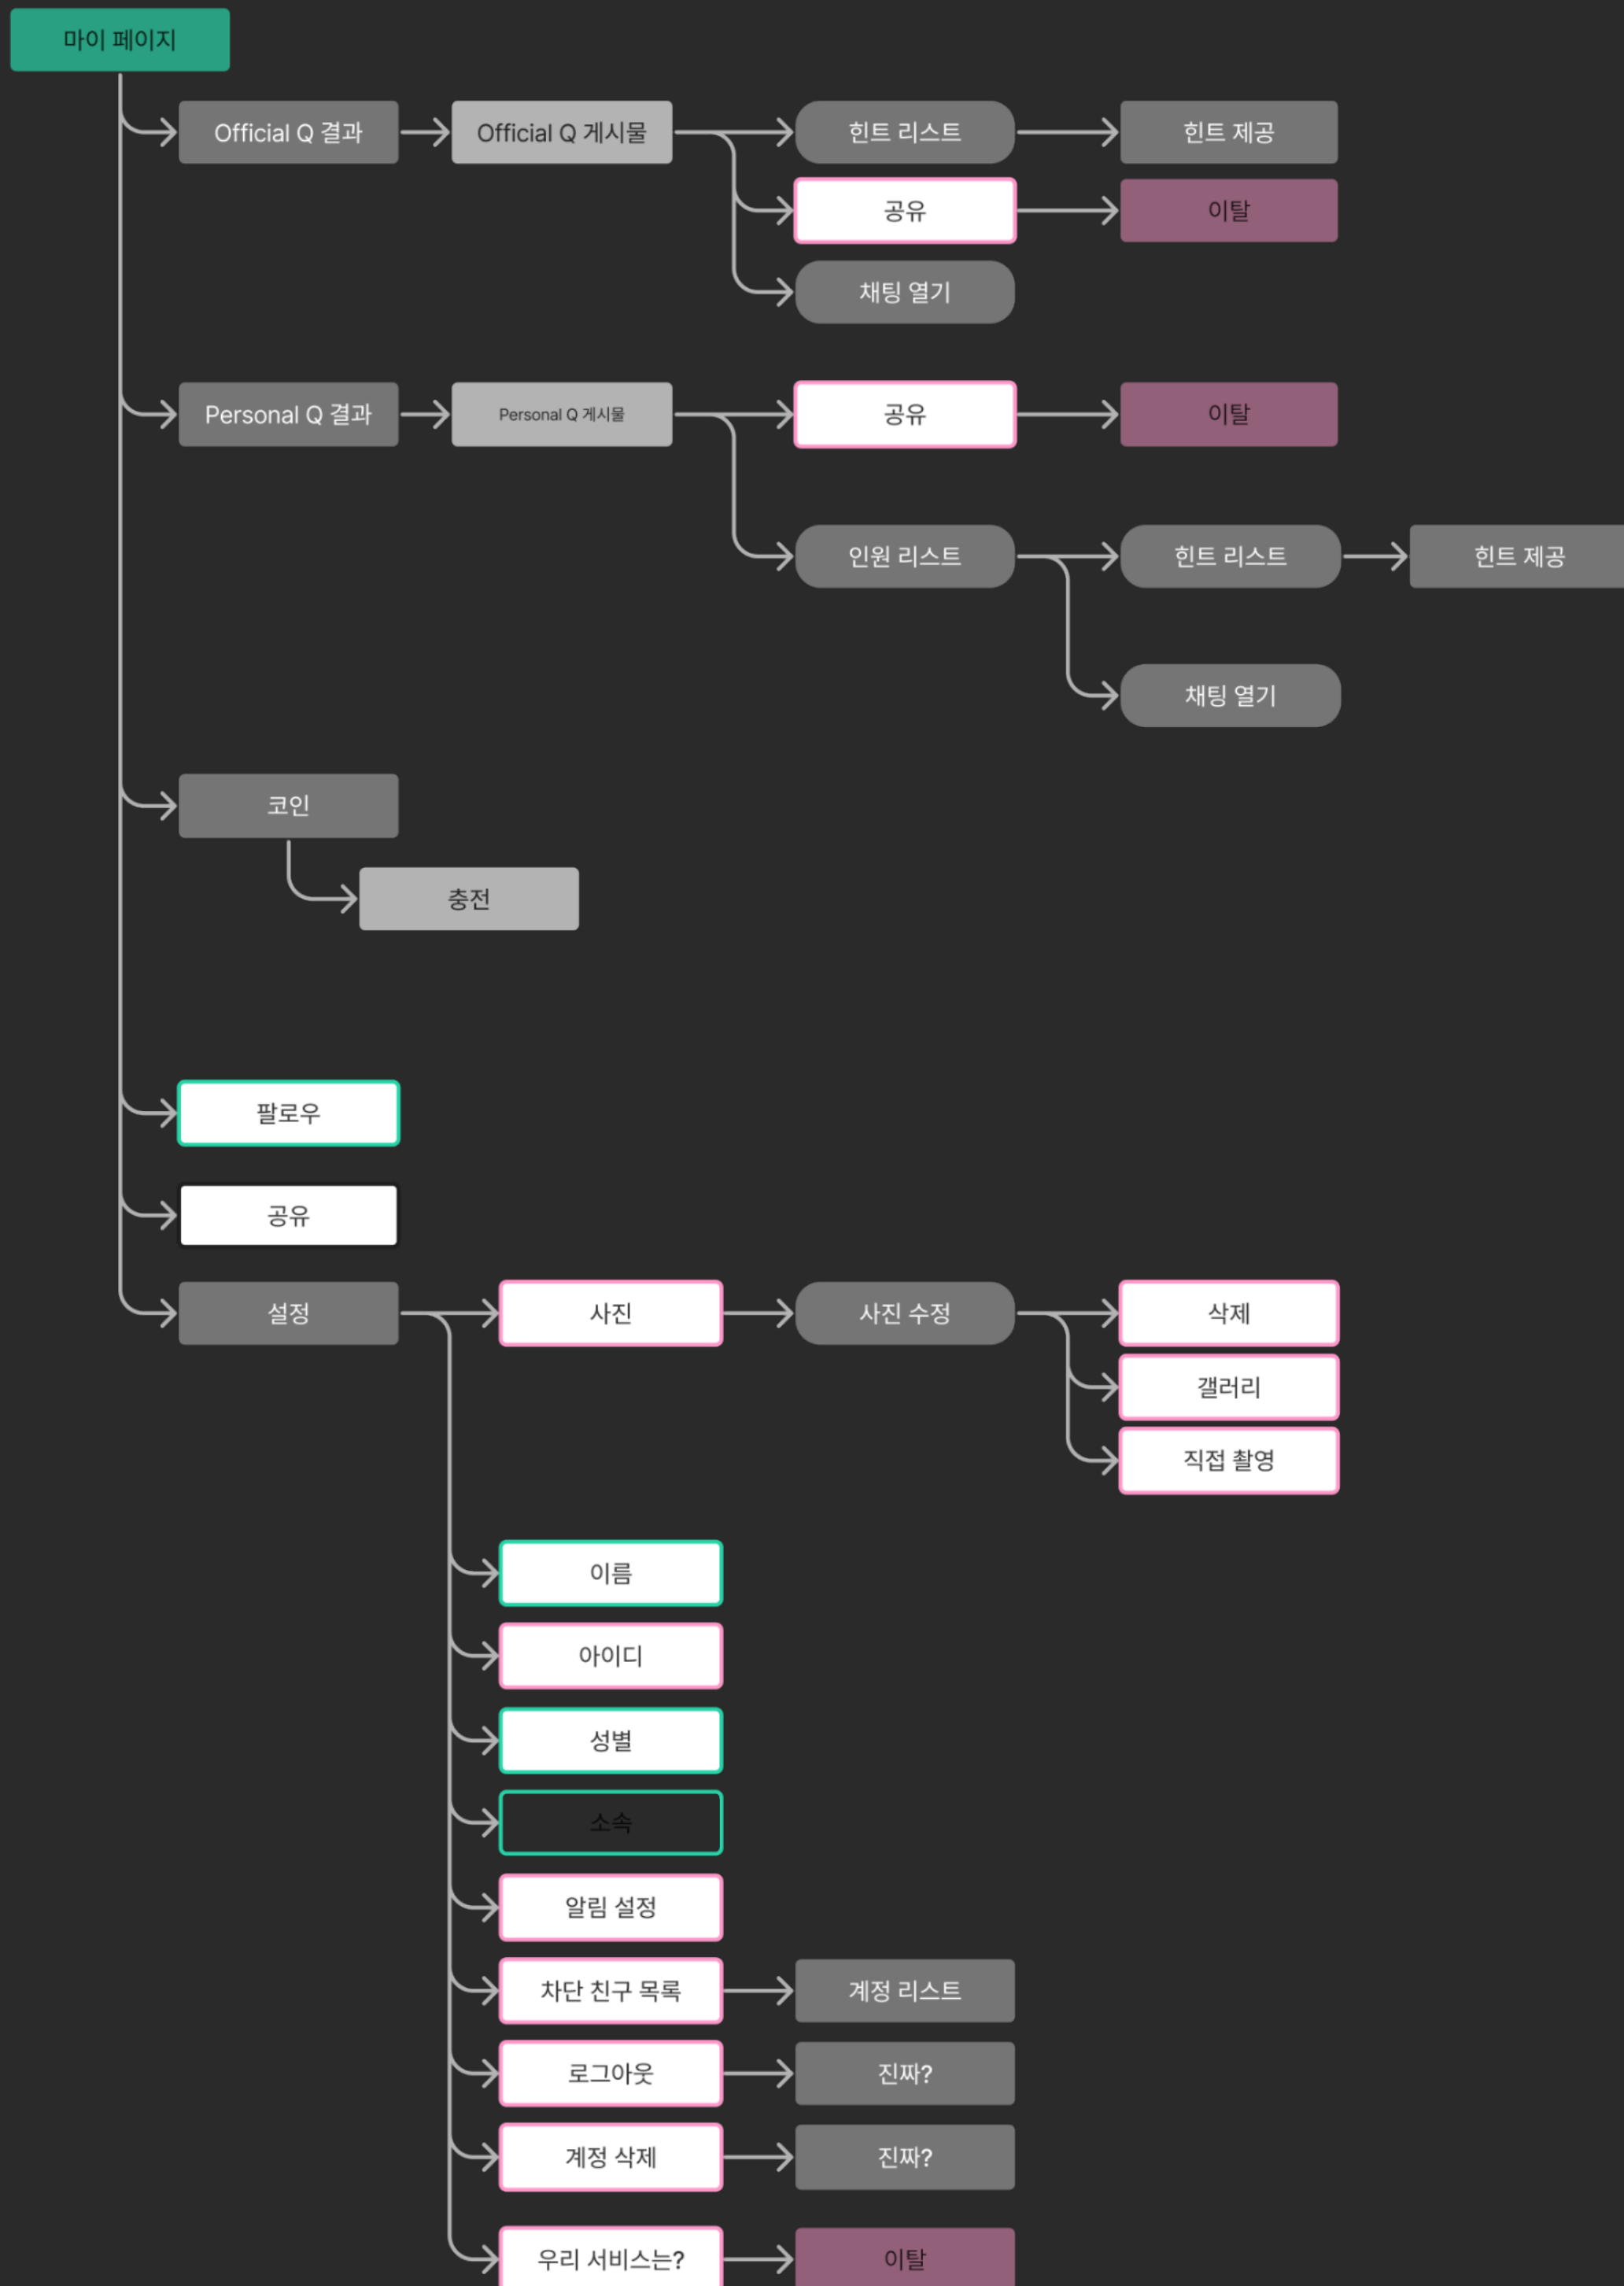 마이 페이지
Official Q 결과
Official Q 게시물
힌트 리스트
힌트 제공
공유
이탈
채팅 열기
Personal Q 결과
Personal Q 게시물
공유
이탈
인원 리스트
힌트 리스트
힌트 제공
채팅 열기
코인
충전
팔로우
공유
설정
사진
사진 수정
삭제
갤러리
직접 촬영
이름
아이디
성별
소속
알림 설정
차단 친구 목록
계정 리스트
로그아웃
진짜?
계정 삭제
진짜?
우리 서비스는?
이탈